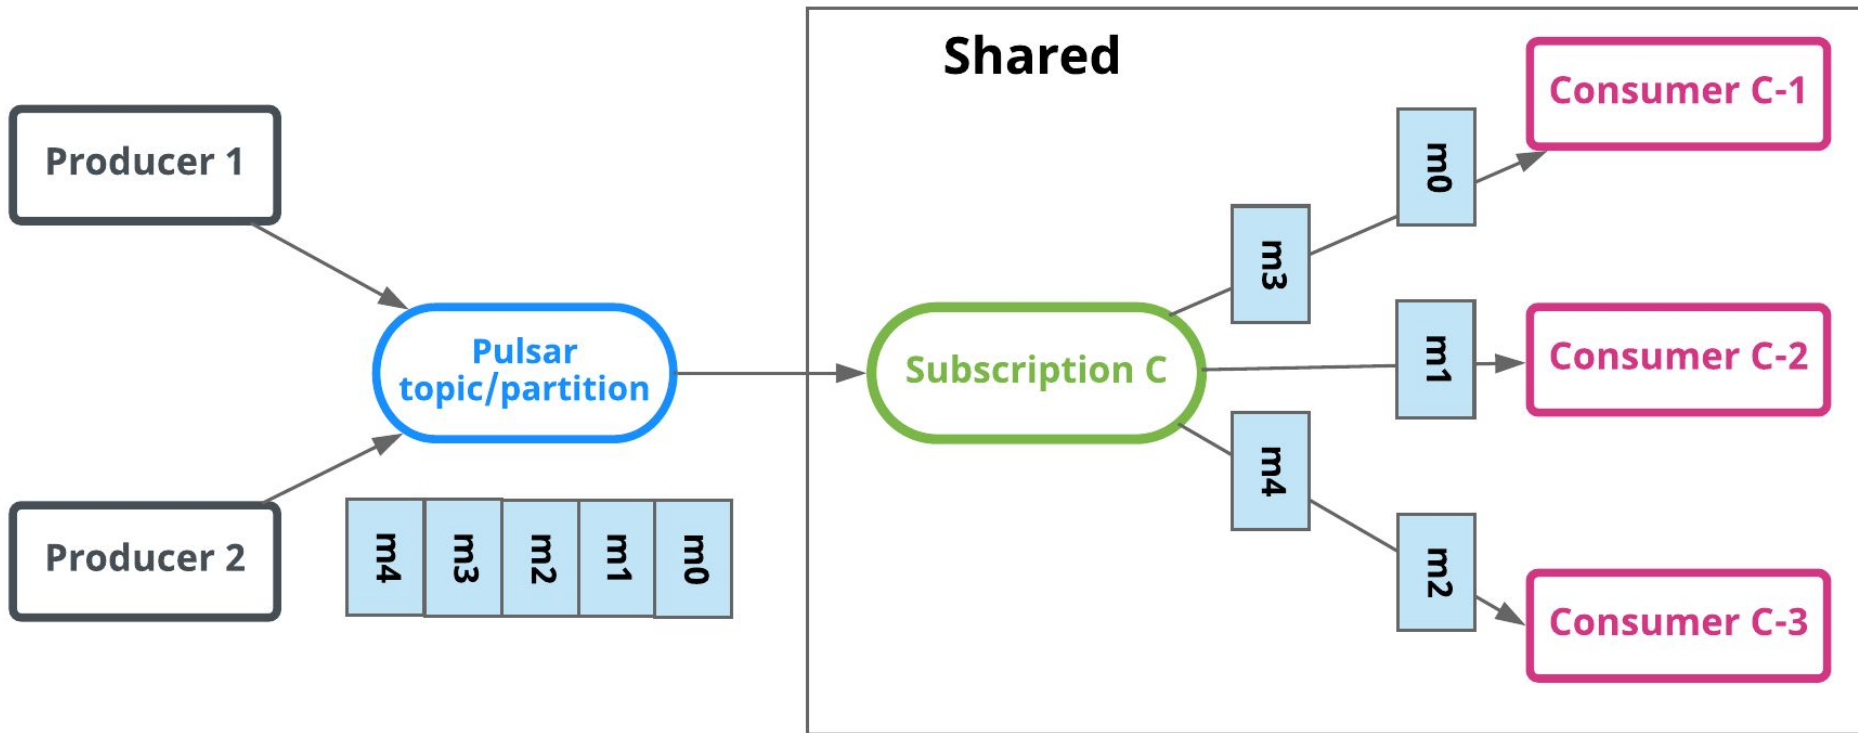 Shared
Consumer C-1
Producer 1
m0
m3
Pulsar
topic/partition
Subscription C
m1
Consumer C-2
m4
Producer 2
m4
m3
m2
m1
m0
m2
Consumer C-3